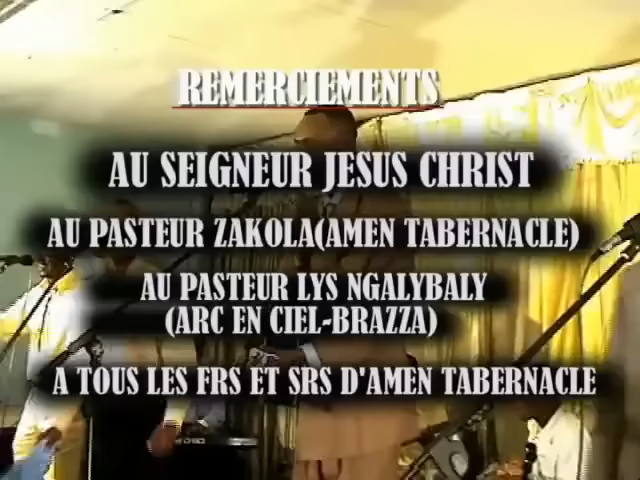 REMERCIEMENTS
AU SEIGNEUR JESUS CHRIST
AU PASTEUR ZAKOLA(AMEN TABERNACLE)
AU PASTEUR LYS NGALYBALY
(ARC EN CIEL-BRAZZA)
A TOUS LES FRS ET SRS D'AMEN TABERNACLE